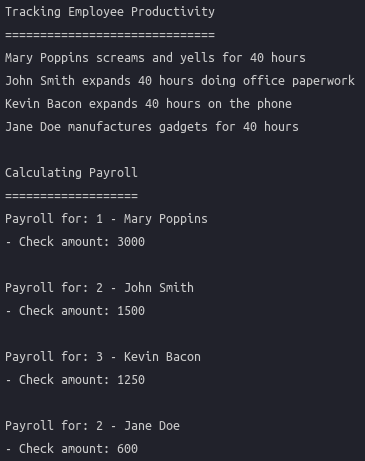 Tracking Employee Productivity
==============================
Mary Poppins screams and yells for 40 hours
John Smith expands 40 hours doing office paperwork
Kevin Bacon expands 40 hours on the phone
Jane Doe manufactures gadgets for 40 hours

Calculating Payroll
===================
Payroll for: 1 - Mary Poppins
- Check amount: 3000

Payroll for: 2 - John Smith
- Check amount: 1500

Payroll for: 3 - Kevin Bacon
- Check amount: 1250

Payroll for: 2 - Jane Doe
- Check amount: 600